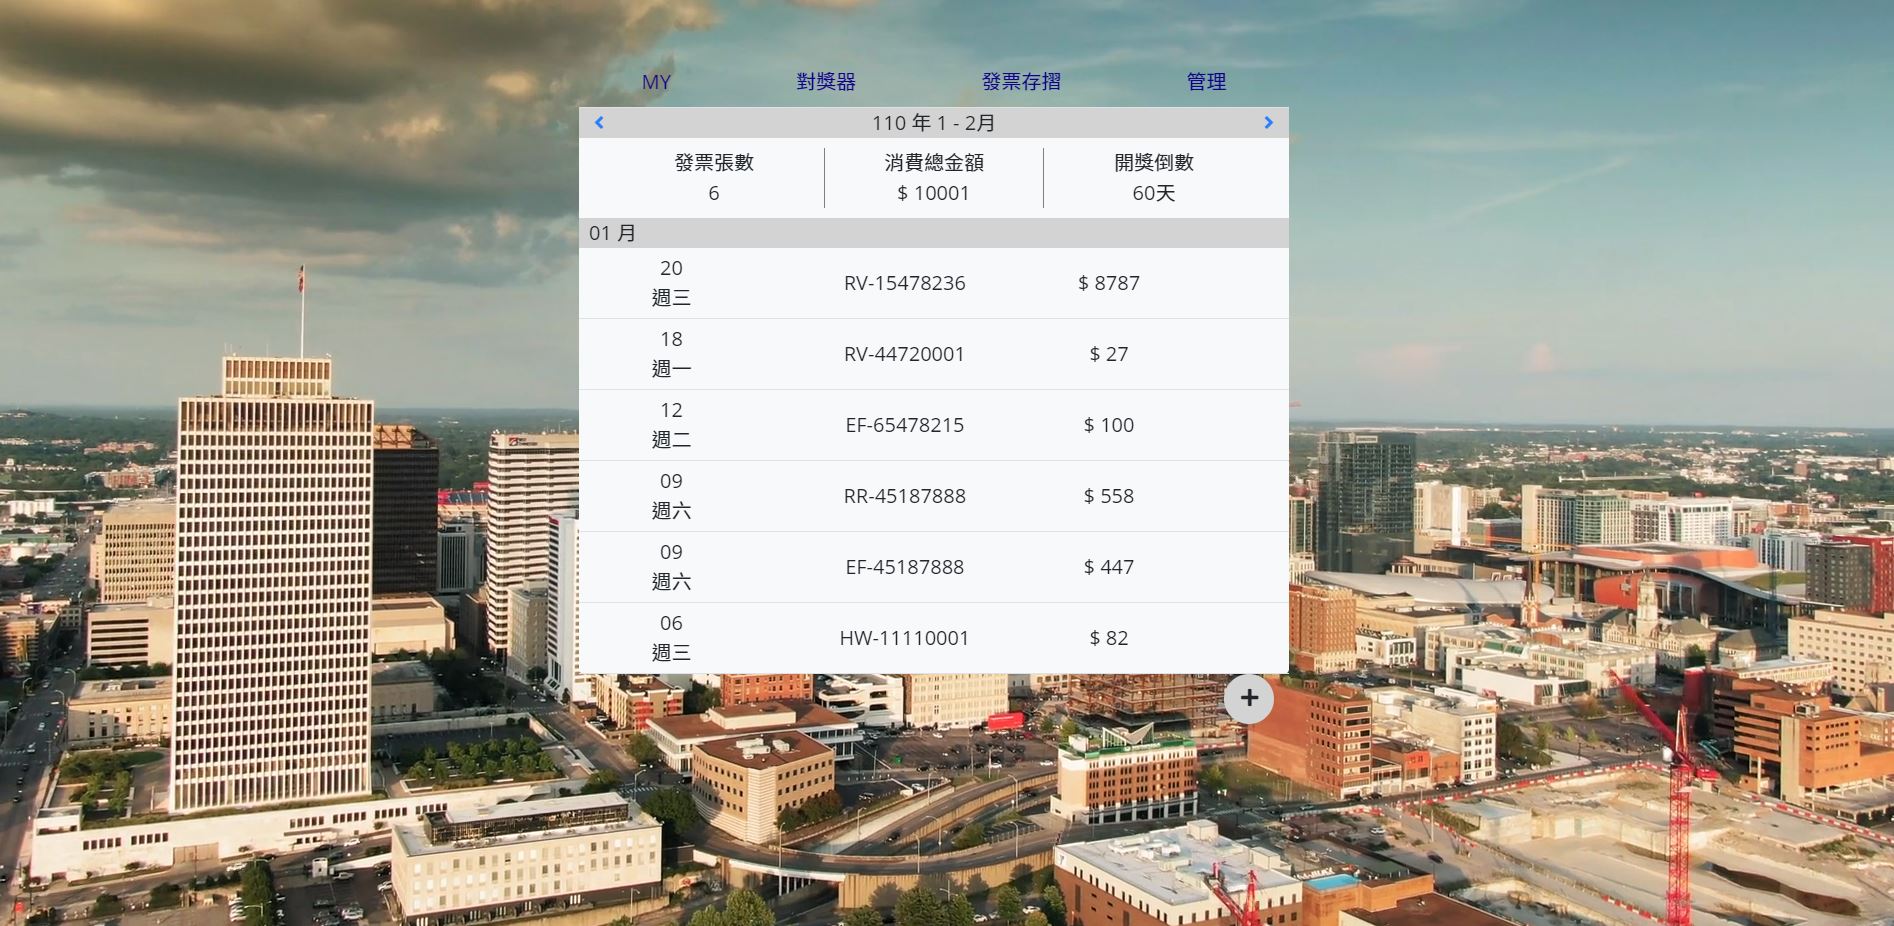 MY 對獎器 發票存摺 管理
110 年 1 - 2月
發票張數 消費總金額 開獎倒數
6 $ 10001 60天
01 月
20
週三 RV-15478236 $ 8787
18
週一 RV-44720001 $ 27
12
週二 EF-65478215 $ 100
09
週六 RR-45187888 $ 558
09
週六 EF-45187888 $ 447
06
週三 HW-11110001 $ 82
+